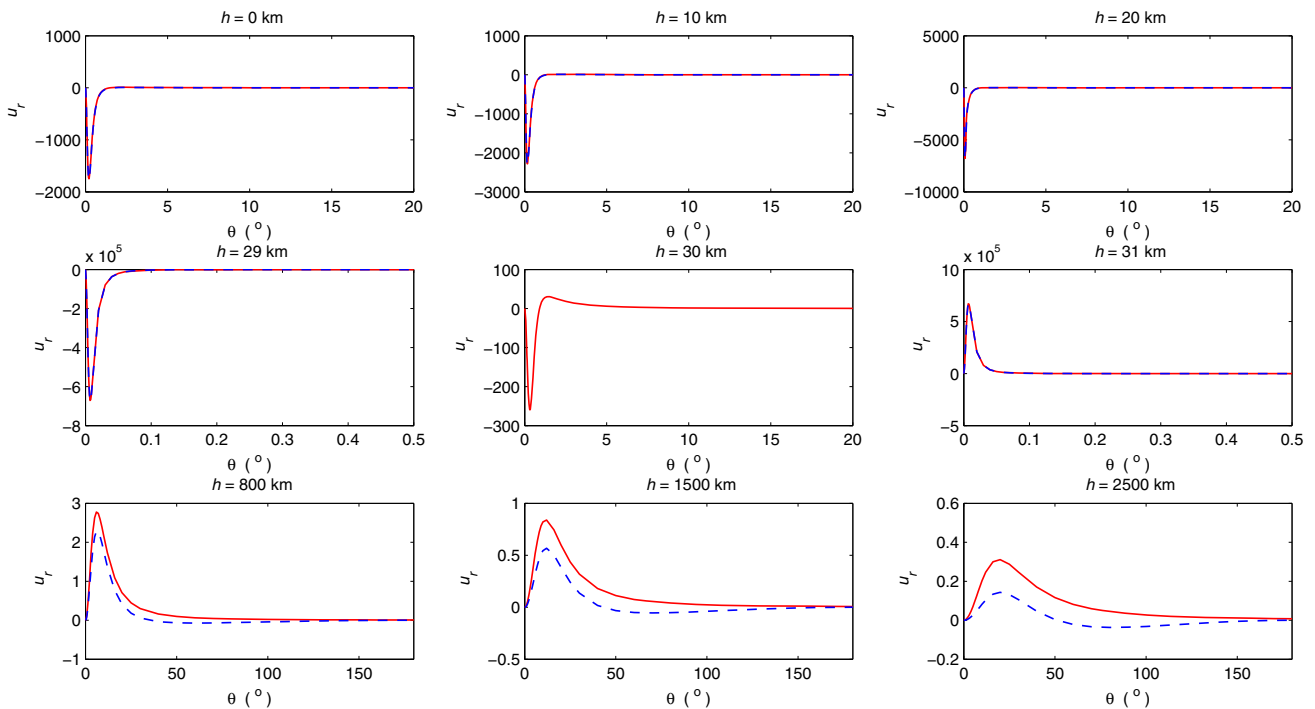 h = 0 km
1000
0
−1000
−2000
u_r
0 5 10 15 20
θ (°)
h = 10 km
1000
0
−1000
−2000
−3000
u_r
0 5 10 15 20
θ (°)
h = 20 km
5000
0
−5000
−10000
u_r
0 5 10 15 20
θ (°)
x 10^5
h = 29 km
0
−2
−4
−6
−8
u_r
0 0.1 0.2 0.3 0.4 0.5
θ (°)
h = 30 km
100
0
−100
−200
−300
u_r
0 5 10 15 20
θ (°)
x 10^5
h = 31 km
10
5
0
−5
u_r
0 0.1 0.2 0.3 0.4 0.5
θ (°)
h = 800 km
3
2
1
0
−1
u_r
0 50 100 150
θ (°)
h = 1500 km
1
0.5
0
−0.5
u_r
0 50 100 150
θ (°)
h = 2500 km
0.6
0.4
0.2
0
−0.2
u_r
0 50 100 150
θ (°)